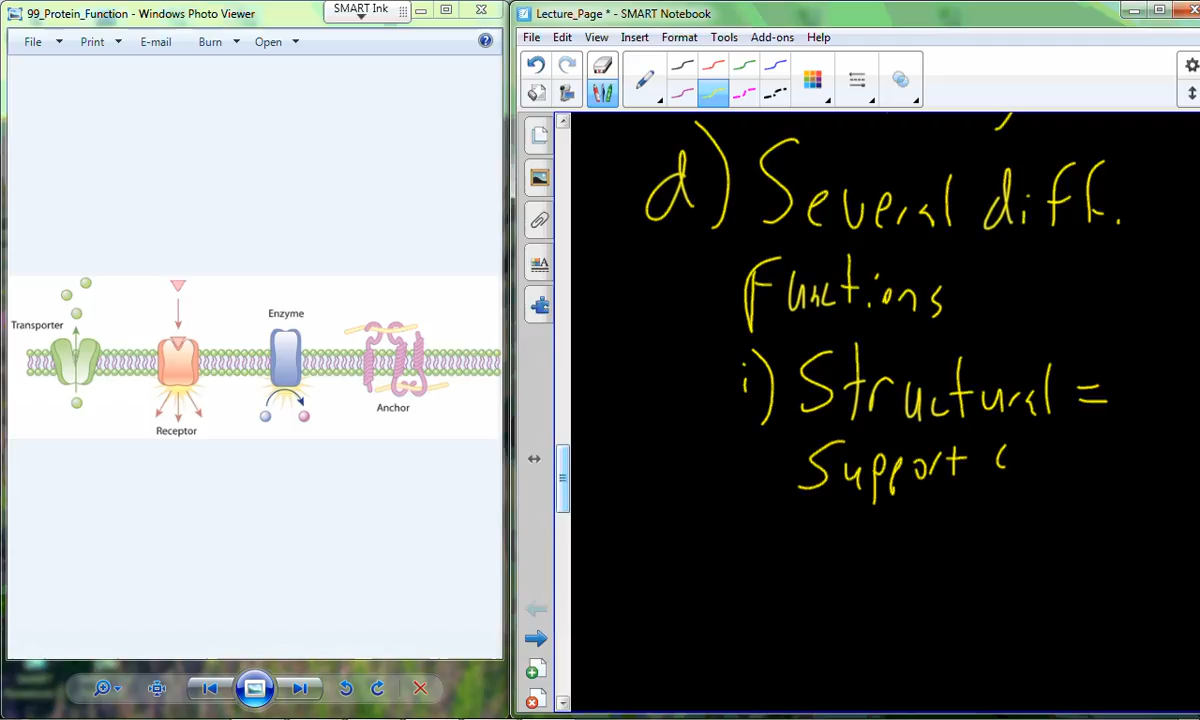 99_Protein_Function - Windows Photo Viewer
SMART Ink
File Print E-mail Burn Open
Transporter
Enzyme
Receptor
Anchor
Lecture_Page * - SMART Notebook
File Edit View Insert Format Tools Add-ons Help
d) Several diff.
Functions
i) Structural =
Support